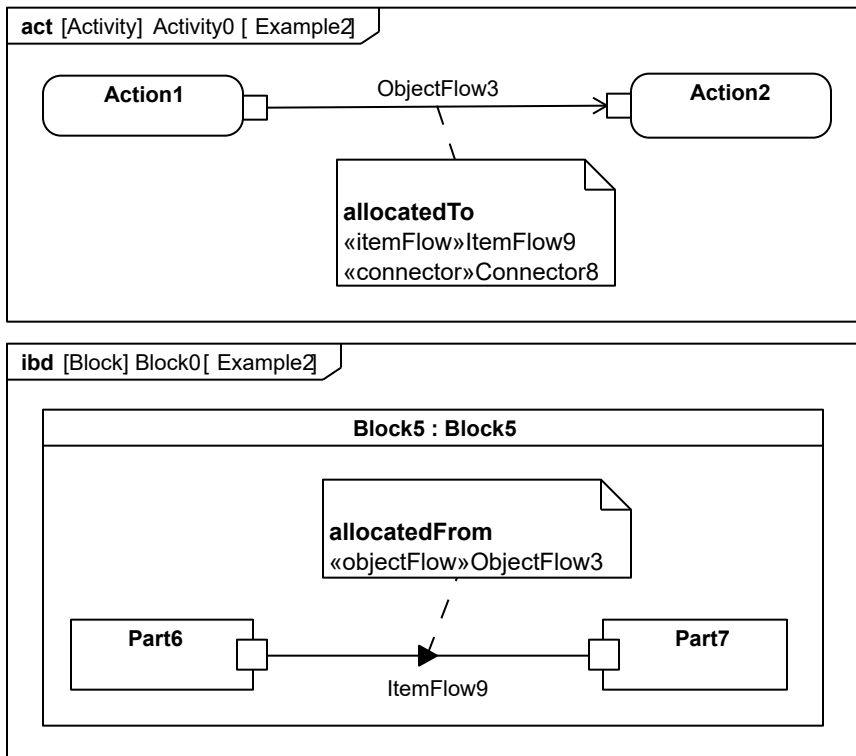 act [Activity] Activity0 [ Example2]
Action1
ObjectFlow3
Action2
allocatedTo
«itemFlow»ItemFlow9
«connector»Connector8
ibd [Block] Block0 [ Example2]
Block5 : Block5
allocatedFrom
«objectFlow»ObjectFlow3
Part6
Part7
ItemFlow9